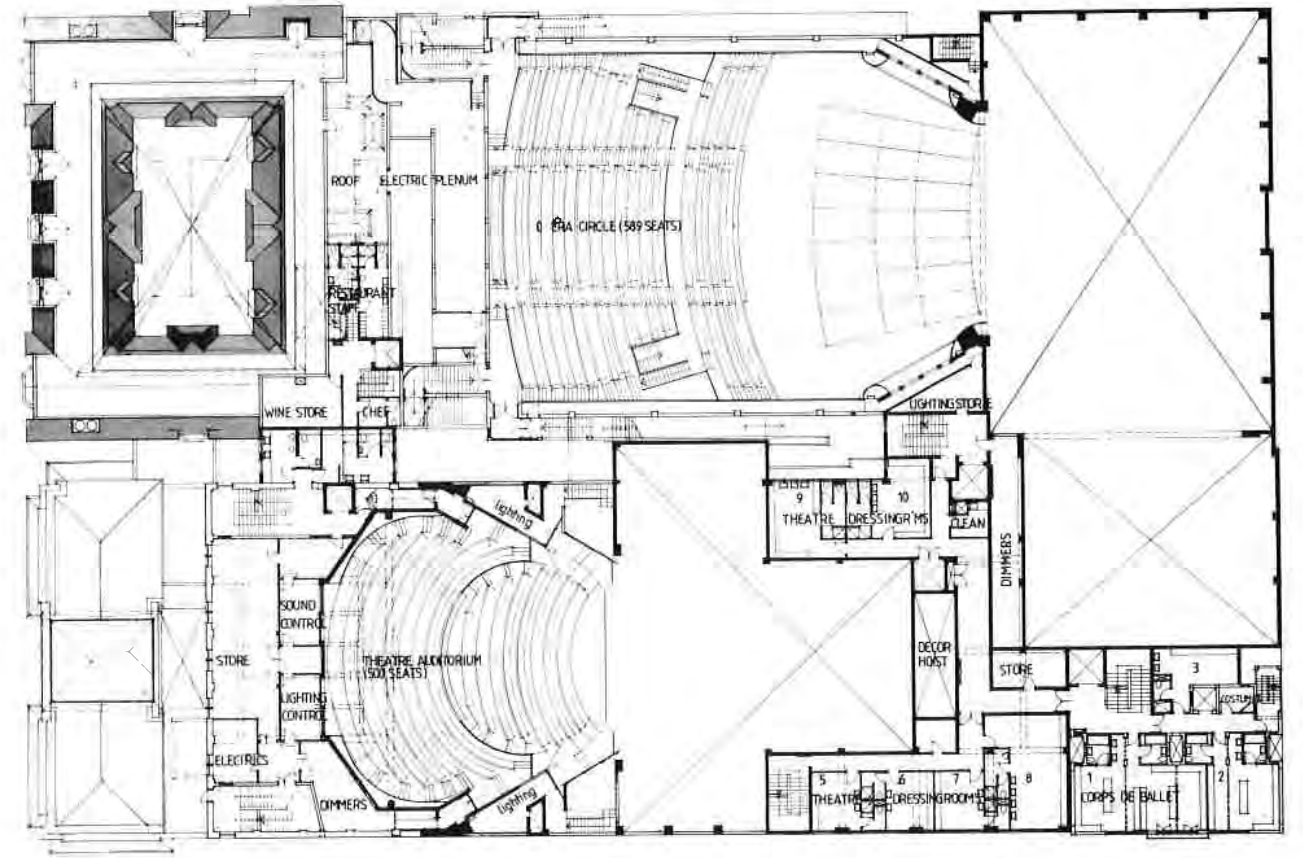 ROOF
ELECTRIC
PLENUM
OPERA CIRCLE (589 SEATS)
RESTAURANT
STAFF
WINE STORE
CHEF
LIGHTING STORE
lighting
9
10
THEATRE
DRESSING R'MS
CLEAN
DIMMERS
SOUND
CONTROL
STORE
THEATRE AUDITORIUM
(500 SEATS)
DECOR
HOIST
LIGHTING
CONTROL
STORE
3
COSTUME
ELECTRICS
DIMMERS
lighting
5
6
7
8
THEATRE
DRESSING ROOMS
1
2
CORPS DE BALLET